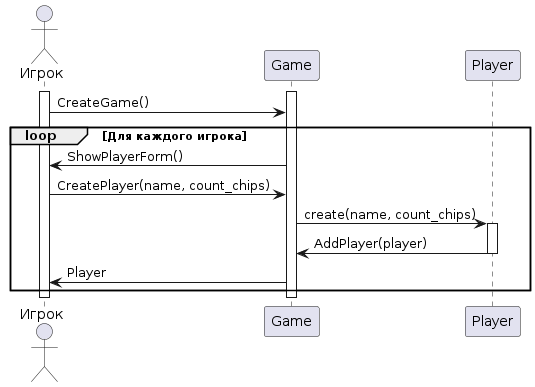 Игрок
Game
Player
CreateGame()
loop [Для каждого игрока]
ShowPlayerForm()
CreatePlayer(name, count_chips)
create(name, count_chips)
AddPlayer(player)
Player
Игрок
Game
Player